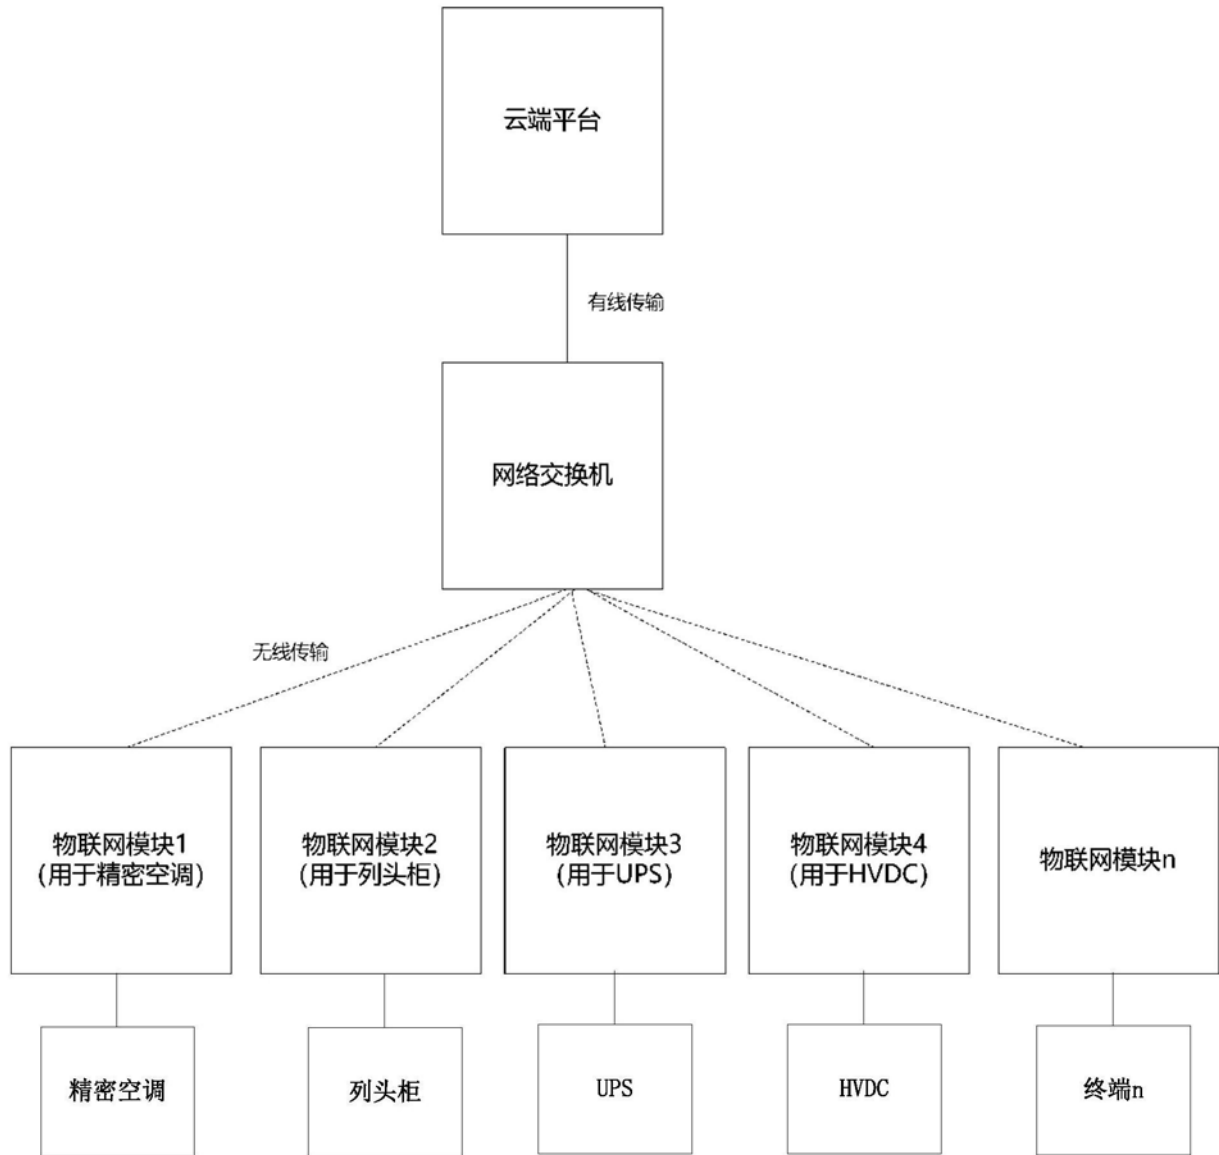 云端平台
有线传输
网络交换机
无线传输
物联网模块1
(用于精密空调)
物联网模块2
(用于列头柜)
物联网模块3
(用于UPS)
物联网模块4
(用于HVDC)
物联网模块n
精密空调
列头柜
UPS
HVDC
终端n